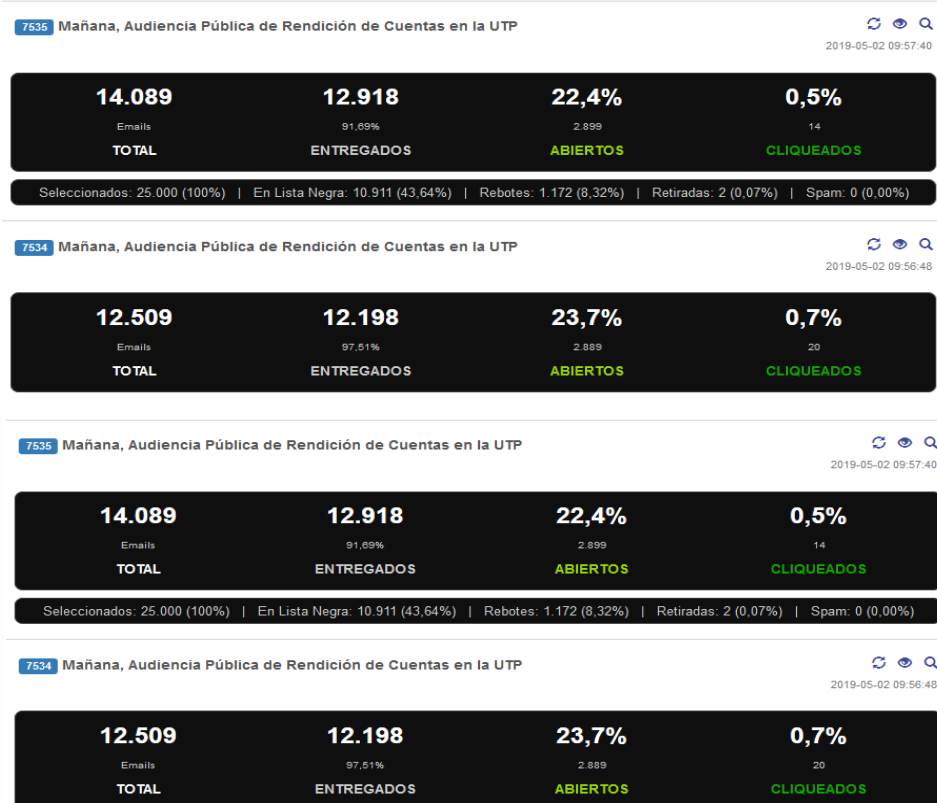 7535 Mañana, Audiencia Pública de Rendición de Cuentas en la UTP
2019-05-02 09:57:40
14.089 12.918 22,4% 0,5%
Emails 91,69% 2.899 14
TOTAL ENTREGADOS ABIERTOS CLIQUEADOS
Seleccionados: 25.000 (100%) | En Lista Negra: 10.911 (43,64%) | Rebotes: 1.172 (8,32%) | Retiradas: 2 (0,07%) | Spam: 0 (0,00%)
7534 Mañana, Audiencia Pública de Rendición de Cuentas en la UTP
2019-05-02 09:56:48
12.509 12.198 23,7% 0,7%
Emails 97,51% 2.889 20
TOTAL ENTREGADOS ABIERTOS CLIQUEADOS
7535 Mañana, Audiencia Pública de Rendición de Cuentas en la UTP
2019-05-02 09:57:40
14.089 12.918 22,4% 0,5%
Emails 91,69% 2.899 14
TOTAL ENTREGADOS ABIERTOS CLIQUEADOS
Seleccionados: 25.000 (100%) | En Lista Negra: 10.911 (43,64%) | Rebotes: 1.172 (8,32%) | Retiradas: 2 (0,07%) | Spam: 0 (0,00%)
7534 Mañana, Audiencia Pública de Rendición de Cuentas en la UTP
2019-05-02 09:56:48
12.509 12.198 23,7% 0,7%
Emails 97,51% 2.889 20
TOTAL ENTREGADOS ABIERTOS CLIQUEADOS